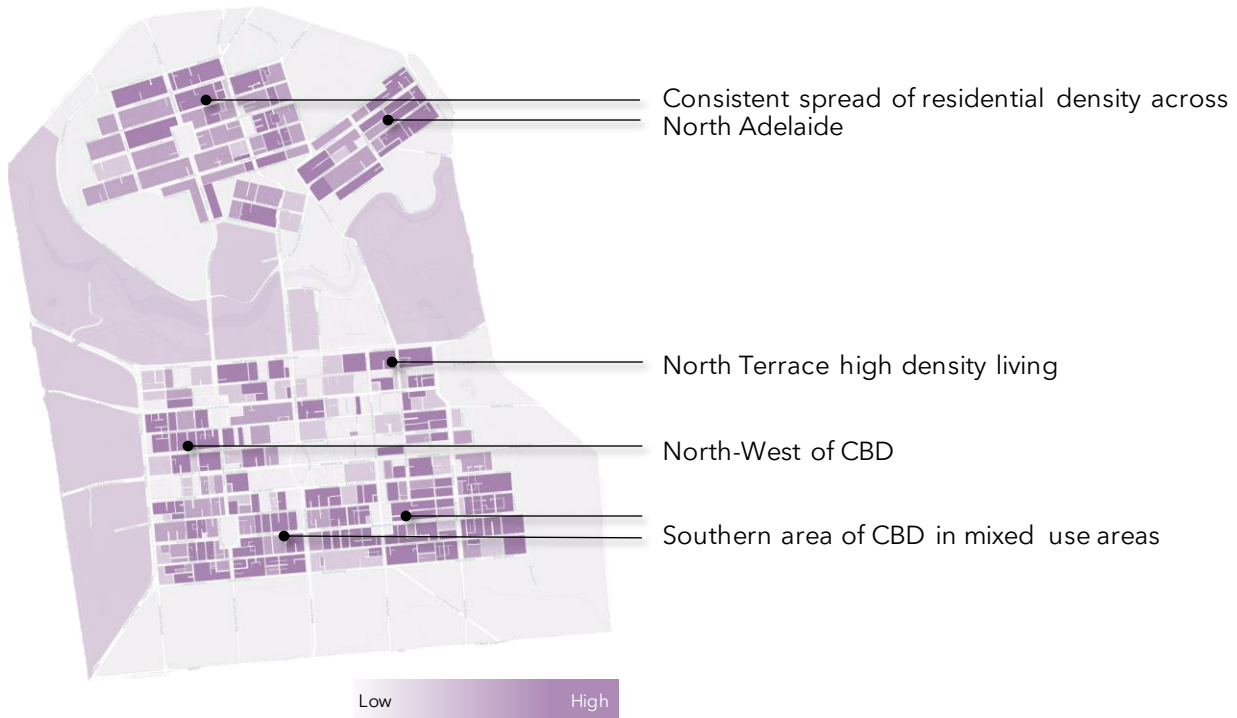 Consistent spread of residential density across
North Adelaide
North Terrace high density living
North-West of CBD
Southern area of CBD in mixed use areas
Low High